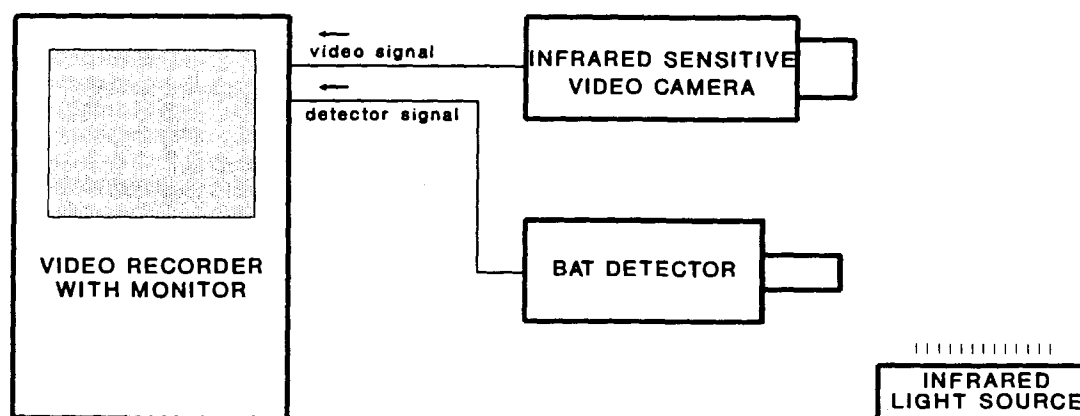 video signal
detector signal
INFRARED SENSITIVE
VIDEO CAMERA
VIDEO RECORDER
WITH MONITOR
BAT DETECTOR
INFRARED
LIGHT SOURCE